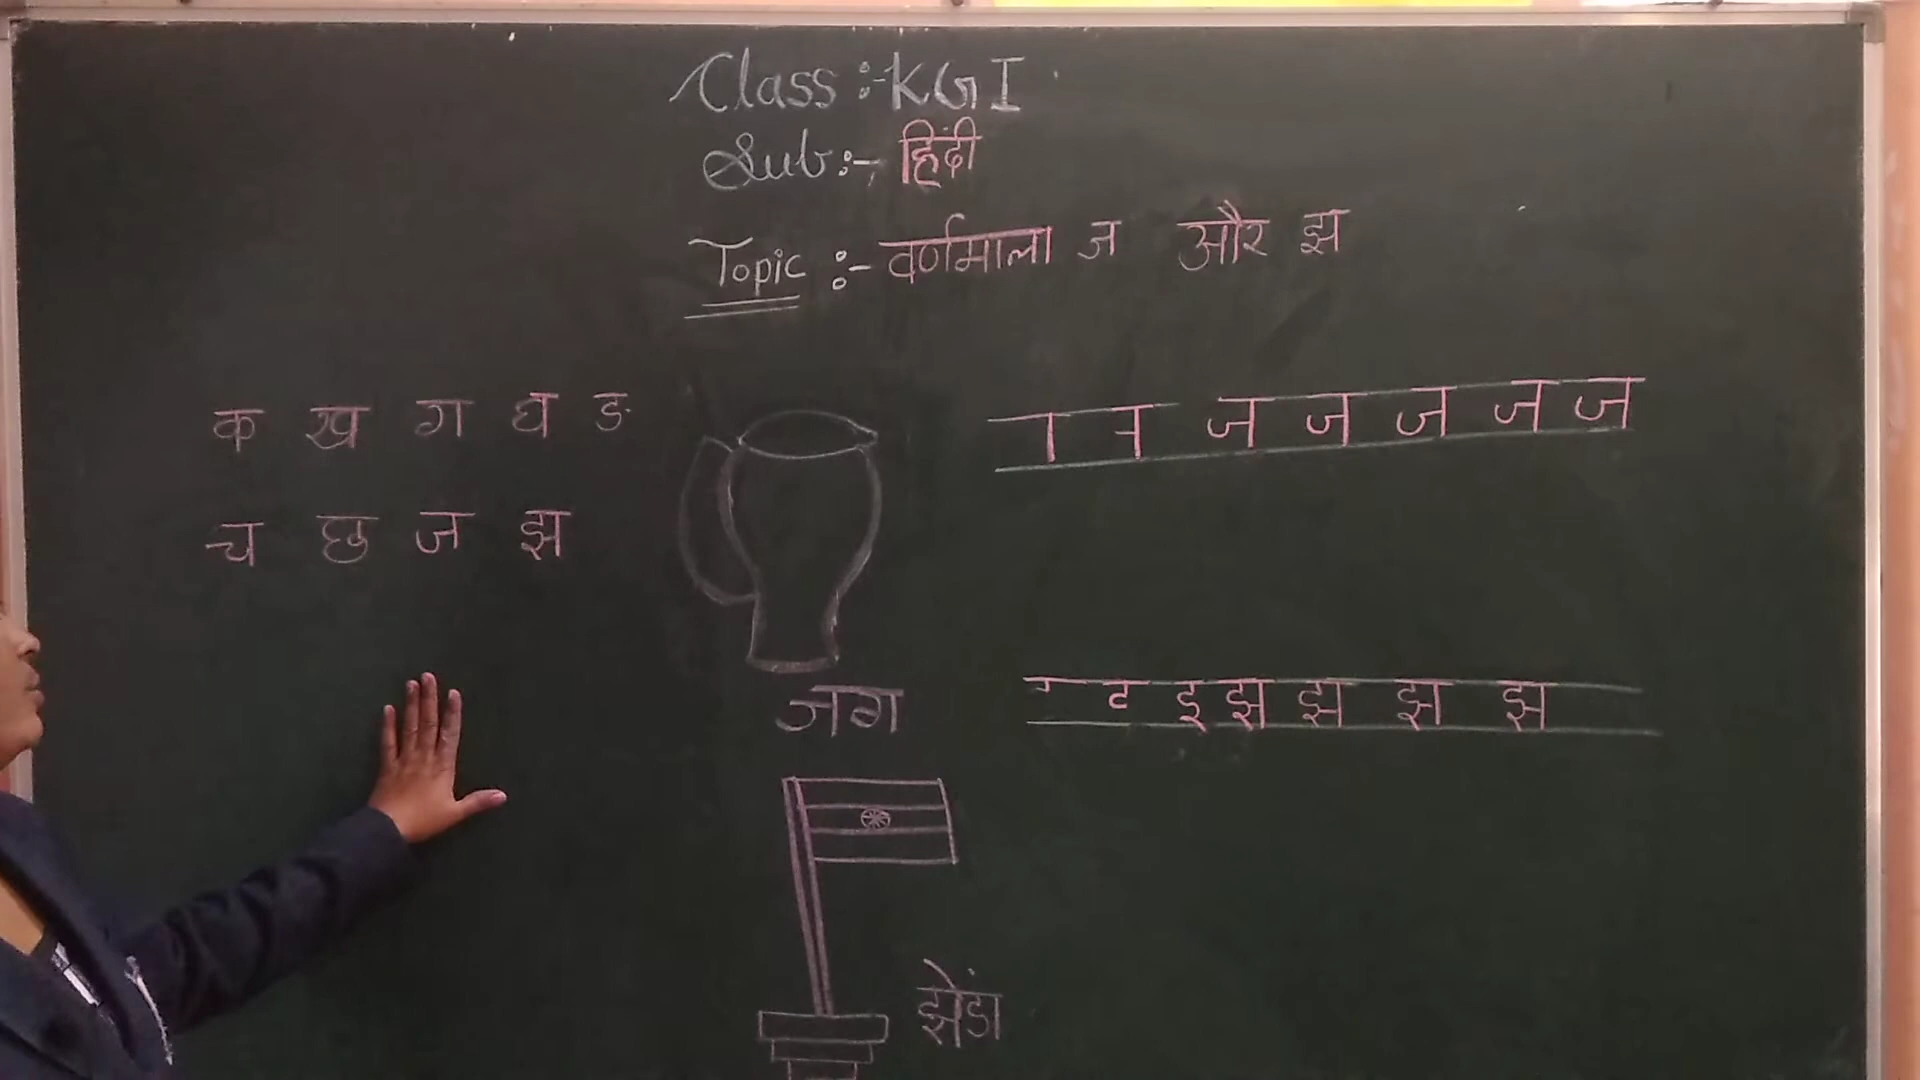 Class :- KG I
Sub :- हिंदी
Topic :- वर्णमाला ज और झ
क ख ग घ ङ
च छ ज झ
ज ज ज ज ज
जग
झ झ झ झ
झेंडा